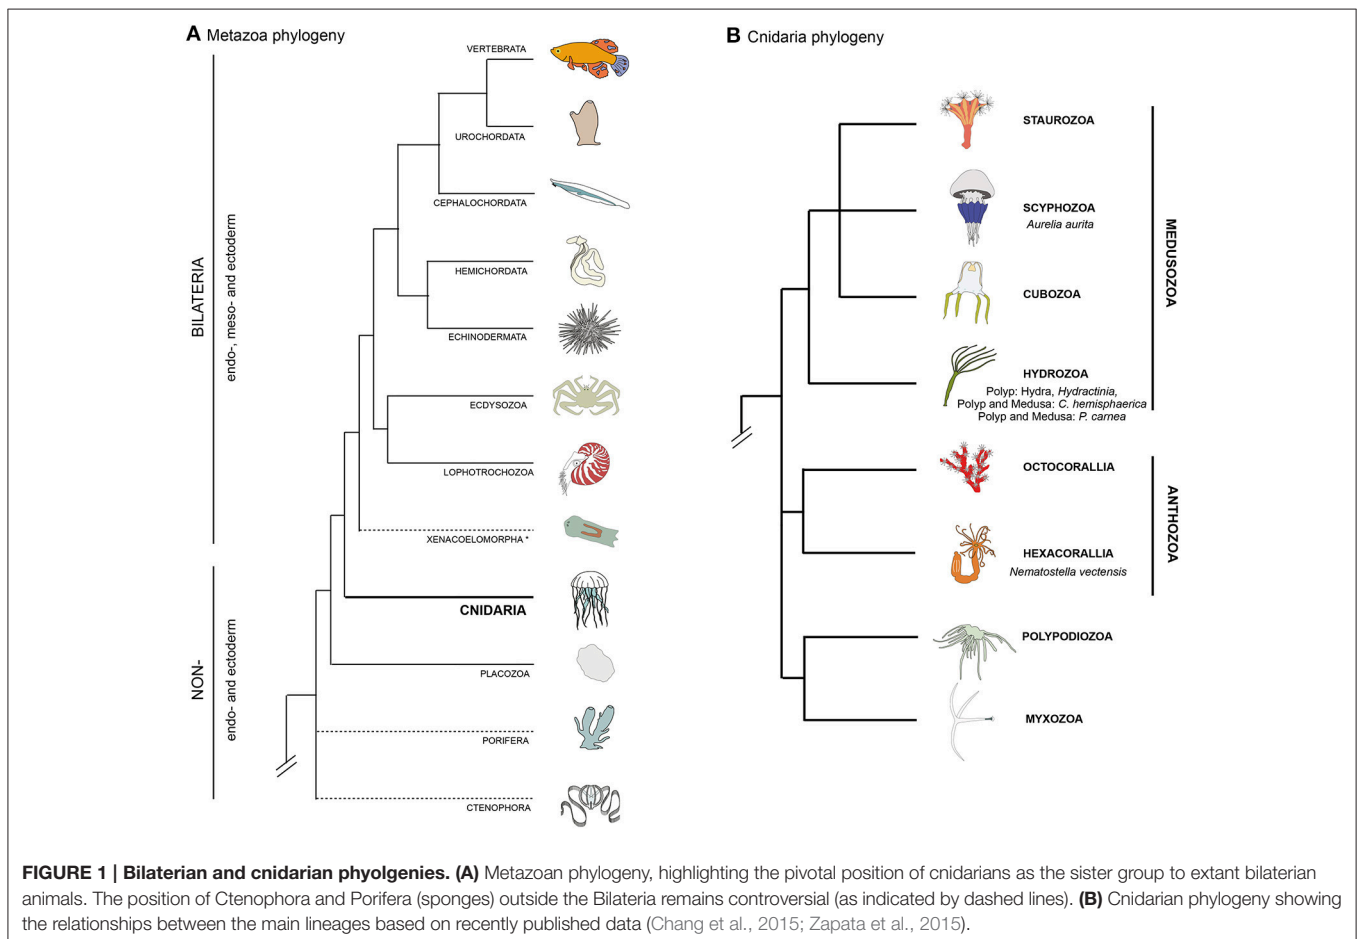 A Metazoa phylogeny
BILATERIA
endo-, meso- and ectoderm
NON-
endo- and ectoderm
VERTEBRATA
UROCHORDATA
CEPHALOCHORDATA
HEMICHORDATA
ECHINODERMATA
ECDYSOZOA
LOPHOTROCHOZOA
XENACOELOMORPHA *
CNIDARIA
PLACOZOA
PORIFERA
CTENOPHORA
B Cnidaria phylogeny
STAUROZOA
SCYPHOZOA
Aurelia aurita
CUBOZOA
HYDROZOA
Polyp: Hydra, Hydractinia,
Polyp and Medusa: C. hemisphaerica
Polyp and Medusa: P. carnea
MEDUSOZOA
OCTOCORALLIA
HEXACORALLIA
Nematostella vectensis
ANTHOZOA
POLYPODIOZOA
MYXOZOA
FIGURE 1 | Bilaterian and cnidarian phyolgenies. (A) Metazoan phylogeny, highlighting the pivotal position of cnidarians as the sister group to extant bilaterian
animals. The position of Ctenophora and Porifera (sponges) outside the Bilateria remains controversial (as indicated by dashed lines). (B) Cnidarian phylogeny showing
the relationships between the main lineages based on recently published data (Chang et al., 2015; Zapata et al., 2015).